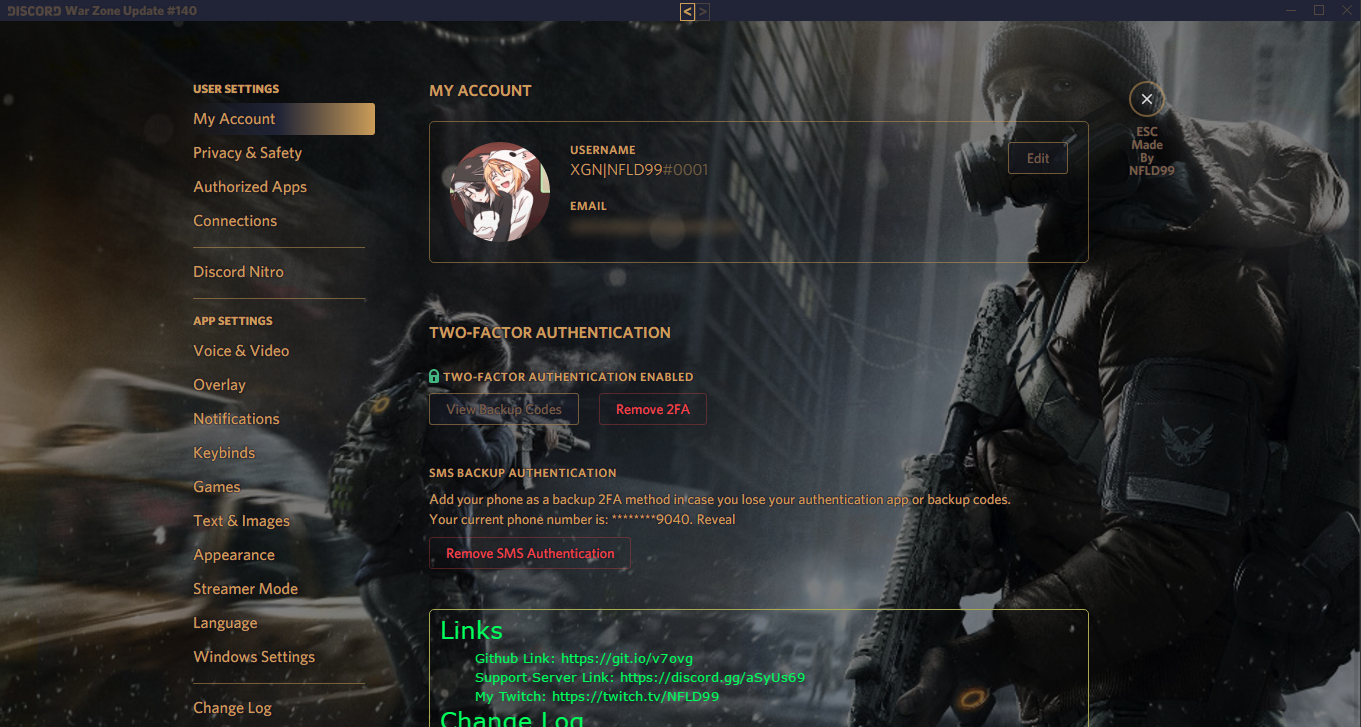 DISCORD War Zone Update #140
< >
USER SETTINGS
My Account
Privacy & Safety
Authorized Apps
Connections
Discord Nitro
APP SETTINGS
Voice & Video
Overlay
Notifications
Keybinds
Games
Text & Images
Appearance
Streamer Mode
Language
Windows Settings
Change Log
MY ACCOUNT
USERNAME
XGN|NFLD99#0001
EMAIL
Edit
ESC
Made
By
NFLD99
TWO-FACTOR AUTHENTICATION
TWO-FACTOR AUTHENTICATION ENABLED
View Backup Codes
Remove 2FA
SMS BACKUP AUTHENTICATION
Add your phone as a backup 2FA method in case you lose your authentication app or backup codes.
Your current phone number is: ********9040. Reveal
Remove SMS Authentication
Links
Github Link: https://git.io/v7ovg
Support Server Link: https://discord.gg/aSyUs69
My Twitch: https://twitch.tv/NFLD99
Change Log